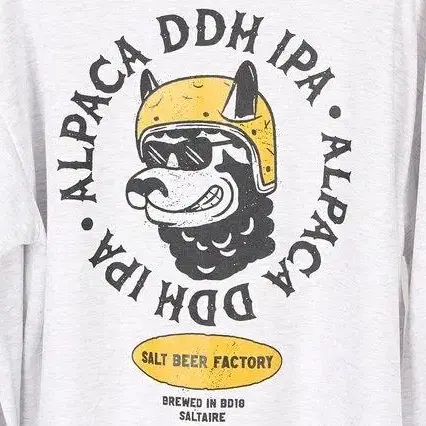 ALPACA DDH IPA • ALPACA DDH IPA •
SALT BEER FACTORY
BREWED IN BD18
SALTAIRE